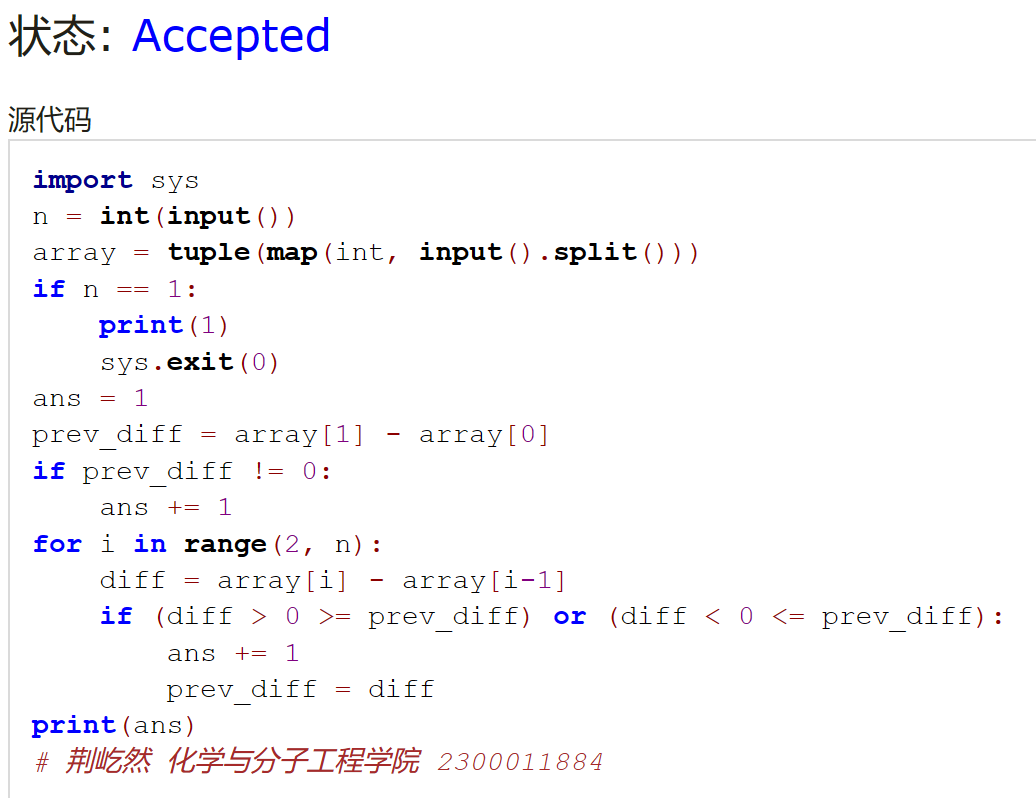 状态: Accepted
源代码
import sys
n = int(input())
array = tuple(map(int, input().split()))
if n == 1:
    print(1)
    sys.exit(0)
ans = 1
prev_diff = array[1] - array[0]
if prev_diff != 0:
    ans += 1
for i in range(2, n):
    diff = array[i] - array[i-1]
    if (diff > 0 >= prev_diff) or (diff < 0 <= prev_diff):
        ans += 1
        prev_diff = diff
print(ans)
# 荆屹然 化学与分子工程学院 2300011884